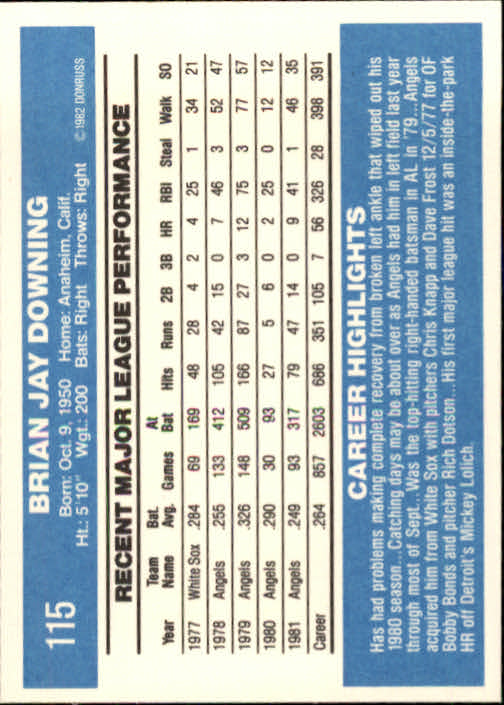 115
BRIAN JAY DOWNING
Born: Oct. 9, 1950 Home: Anaheim, Calif.
Ht.: 5'10" Wgt.: 200 Bats: Right Throws: Right
©1982 DONRUSS
RECENT MAJOR LEAGUE PERFORMANCE
Team Bat. At
Year Name Avg. Games Bat Hits Runs 2B 3B HR RBI Steal Walk SO
1977 White Sox .284 69 169 48 28 4 2 4 25 1 34 21
1978 Angels .255 133 412 105 42 15 0 7 46 3 52 47
1979 Angels .326 148 509 166 87 27 3 12 75 3 77 57
1980 Angels .290 30 93 27 5 6 0 2 25 0 12 12
1981 Angels .249 93 317 79 47 14 0 9 41 1 46 35
Career .264 857 2603 686 351 105 7 56 326 28 398 391
CAREER HIGHLIGHTS
Has had problems making complete recovery from broken left ankle that wiped out his
1980 season...Catching days may be about over as Angels had him in left field last year
through most of Sept...Was the top-hitting right-handed batsman in AL in '79...Angels
acquired him from White Sox with pitchers Chris Knapp and Dave Frost 12/5/77 for OF
Bobby Bonds and pitcher Rich Dotson...His first major league hit was an inside-the-park
HR off Detroit's Mickey Lolich.